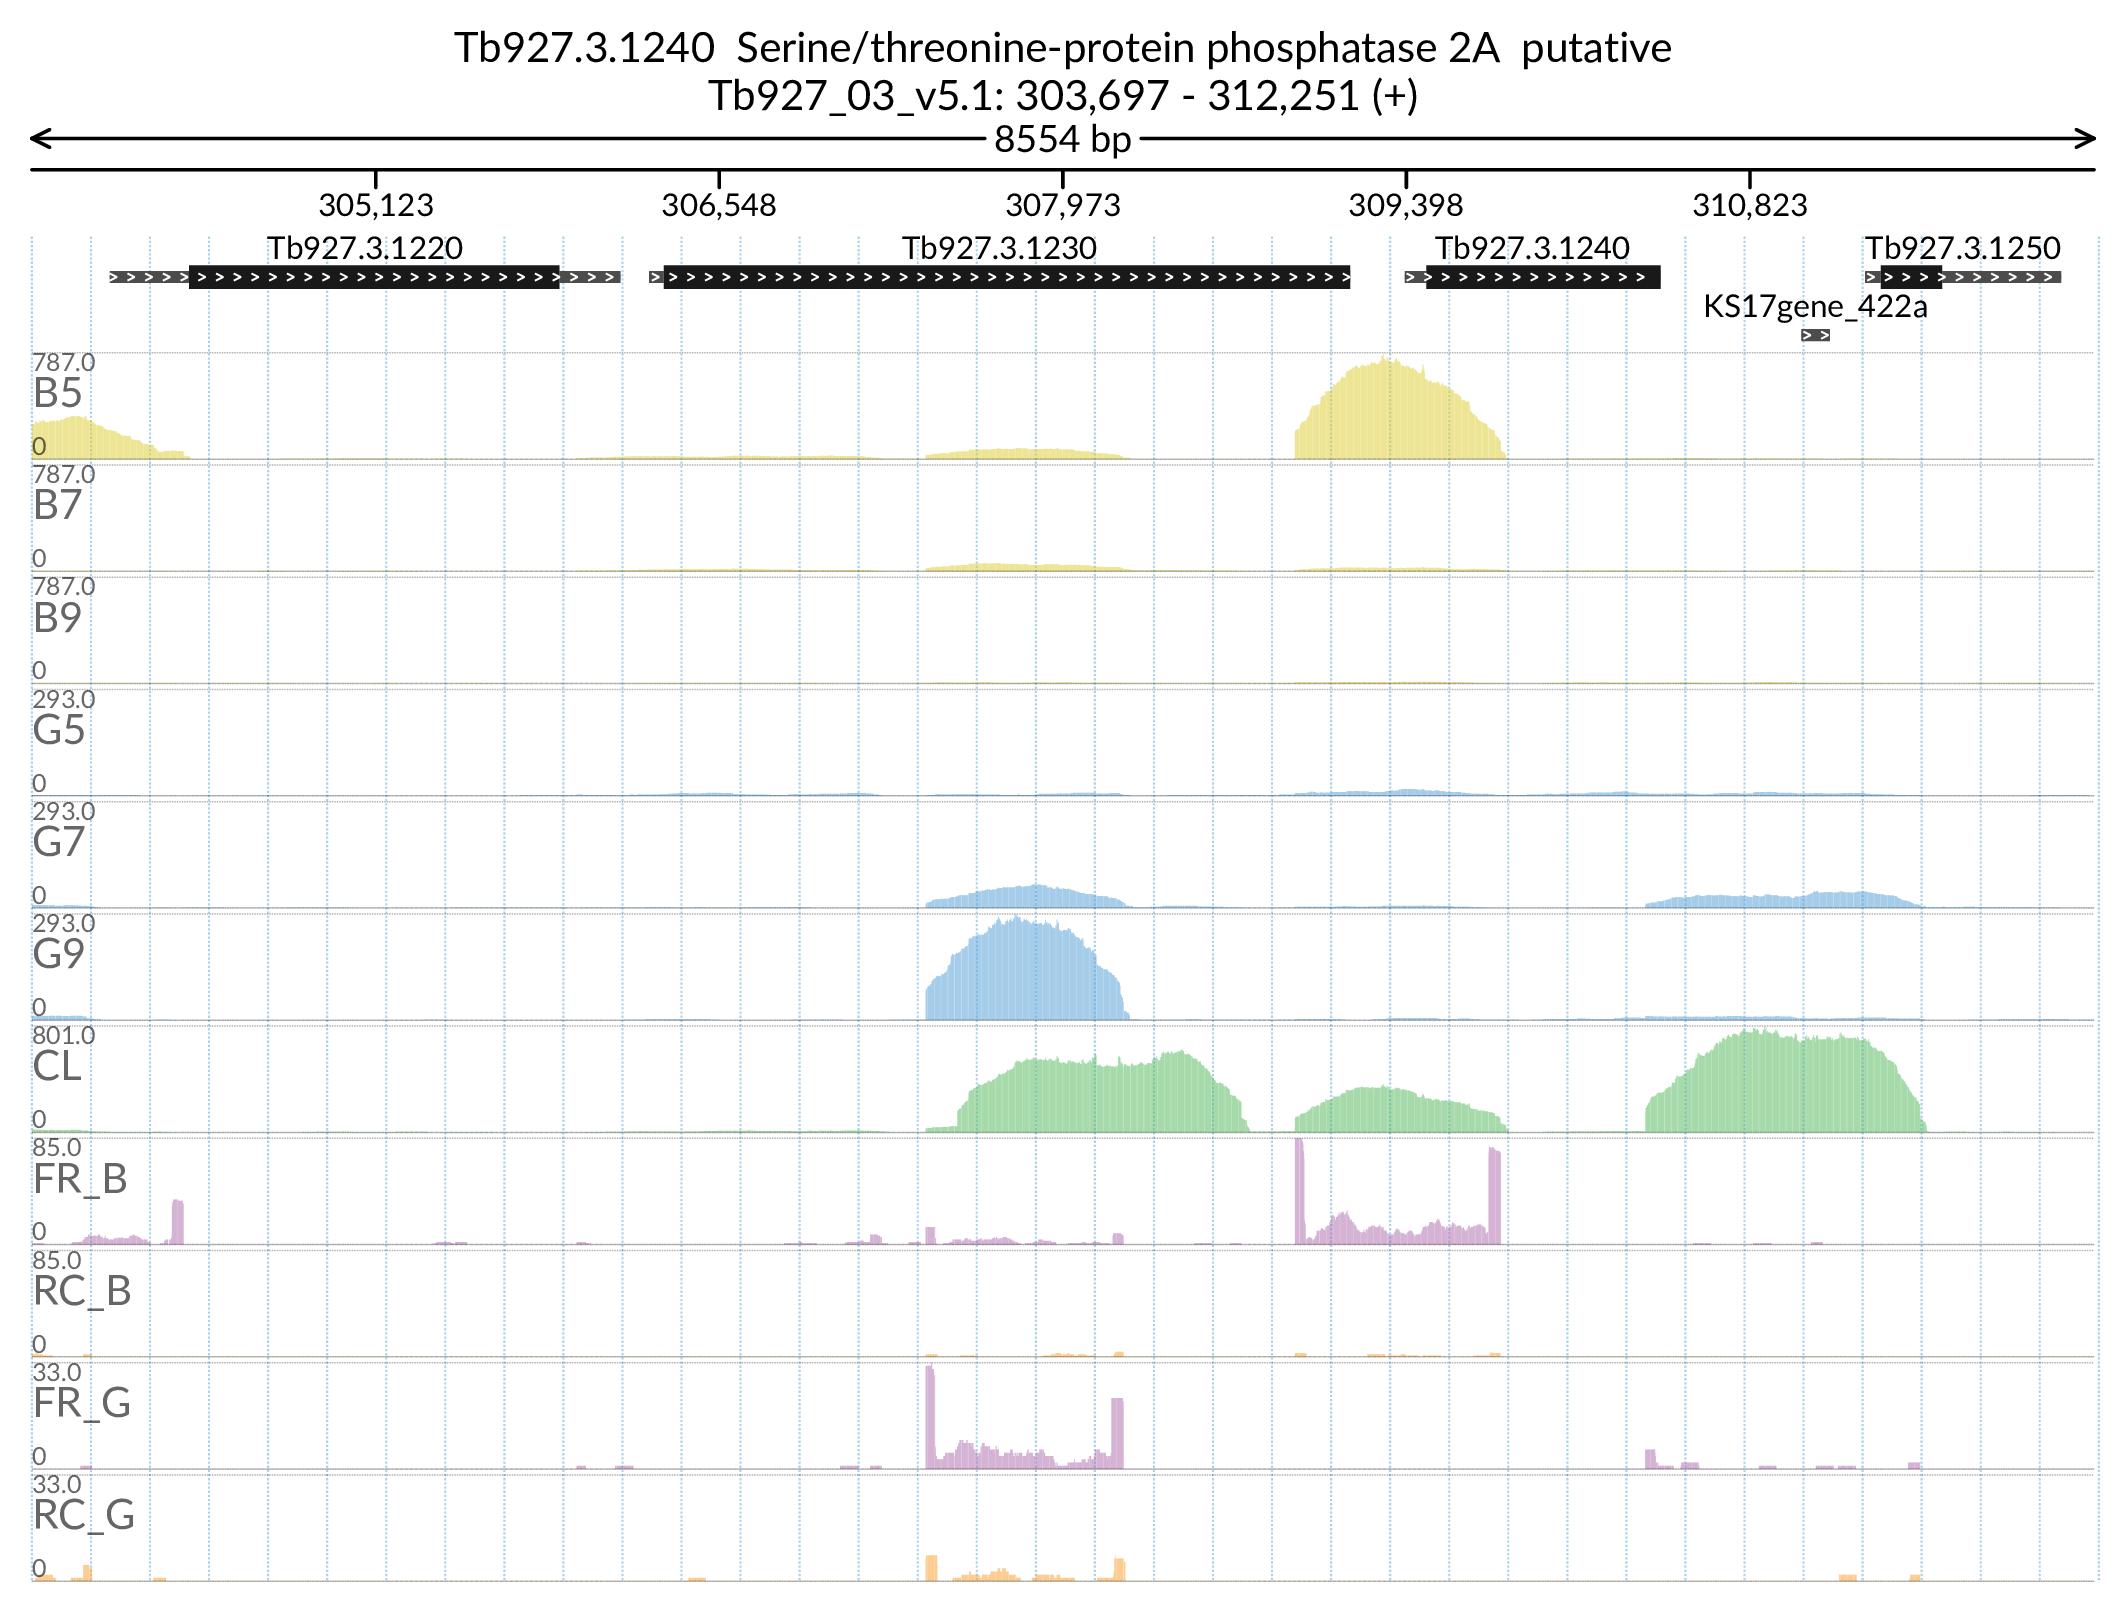 Tb927.3.1240  Serine/threonine-protein phosphatase 2A  putative
Tb927_03_v5.1: 303,697 - 312,251 (+)
8554 bp
305,123 306,548 307,973 309,398 310,823
Tb927.3.1220 Tb927.3.1230 Tb927.3.1240 Tb927.3.1250
KS17gene_422a
787.0
B5
0
787.0
B7
0
787.0
B9
0
293.0
G5
0
293.0
G7
0
293.0
G9
0
801.0
CL
0
85.0
FR_B
0
85.0
RC_B
0
33.0
FR_G
0
33.0
RC_G
0